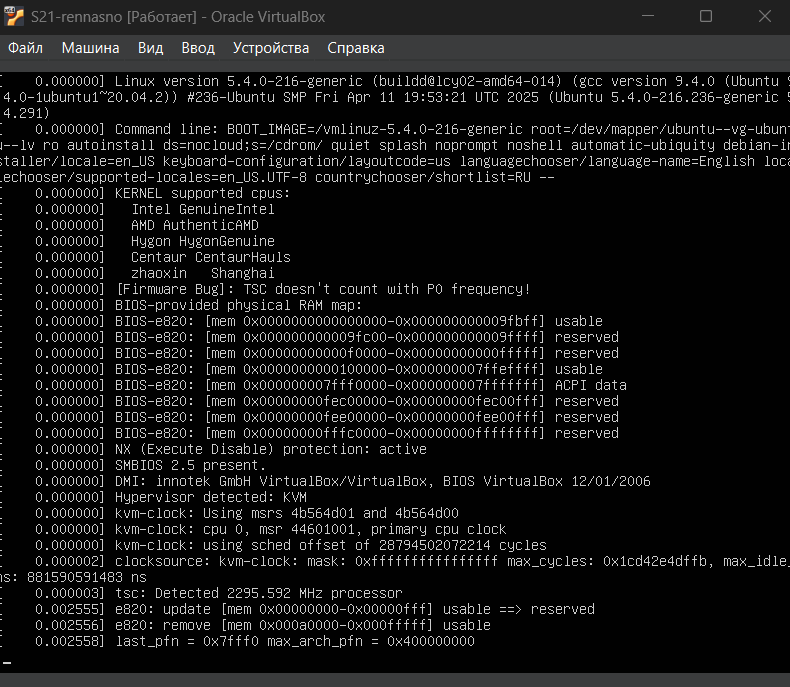 S21-rennasno [Работает] - Oracle VirtualBox
Файл Машина Вид Ввод Устройства Справка
[    0.000000] Linux version 5.4.0-216-generic (buildd@lcy02-amd64-014) (gcc version 9.4.0 (Ubuntu 9
4.0-1ubuntu1~20.04.2)) #236-Ubuntu SMP Fri Apr 11 19:53:21 UTC 2025 (Ubuntu 5.4.0-216.236-generic 5
4.291)
[    0.000000] Command line: BOOT_IMAGE=/vmlinuz-5.4.0-216-generic root=/dev/mapper/ubuntu--vg-ubunt
u--lv ro autoinstall ds=nocloud;s=/cdrom/ quiet splash noprompt noshell automatic-ubiquity debian-in
staller/locale=en_US keyboard-configuration/layoutcode=us languagechooser/language-name=English loca
lechooser/supported-locales=en_US.UTF-8 countrychooser/shortlist=RU --
[    0.000000] KERNEL supported cpus:
[    0.000000]   Intel GenuineIntel
[    0.000000]   AMD AuthenticAMD
[    0.000000]   Hygon HygonGenuine
[    0.000000]   Centaur CentaurHauls
[    0.000000]   zhaoxin   Shanghai
[    0.000000] [Firmware Bug]: TSC doesn't count with P0 frequency!
[    0.000000] BIOS-provided physical RAM map:
[    0.000000] BIOS-e820: [mem 0x0000000000000000-0x000000000009fbff] usable
[    0.000000] BIOS-e820: [mem 0x000000000009fc00-0x000000000009ffff] reserved
[    0.000000] BIOS-e820: [mem 0x00000000000f0000-0x00000000000fffff] reserved
[    0.000000] BIOS-e820: [mem 0x0000000000100000-0x000000007ffeffff] usable
[    0.000000] BIOS-e820: [mem 0x000000007fff0000-0x000000007fffffff] ACPI data
[    0.000000] BIOS-e820: [mem 0x00000000fec00000-0x00000000fec00fff] reserved
[    0.000000] BIOS-e820: [mem 0x00000000fee00000-0x00000000fee00fff] reserved
[    0.000000] BIOS-e820: [mem 0x00000000fffc0000-0x00000000ffffffff] reserved
[    0.000000] NX (Execute Disable) protection: active
[    0.000000] SMBIOS 2.5 present.
[    0.000000] DMI: innotek GmbH VirtualBox/VirtualBox, BIOS VirtualBox 12/01/2006
[    0.000000] Hypervisor detected: KVM
[    0.000000] kvm-clock: Using msrs 4b564d01 and 4b564d00
[    0.000000] kvm-clock: cpu 0, msr 44601001, primary cpu clock
[    0.000000] kvm-clock: using sched offset of 28794502072214 cycles
[    0.000002] clocksource: kvm-clock: mask: 0xffffffffffffffff max_cycles: 0x1cd42e4dffb, max_idle_
ns: 881590591483 ns
[    0.000003] tsc: Detected 2295.592 MHz processor
[    0.002555] e820: update [mem 0x00000000-0x00000fff] usable ==> reserved
[    0.002556] e820: remove [mem 0x000a0000-0x000fffff] usable
[    0.002558] last_pfn = 0x7fff0 max_arch_pfn = 0x400000000